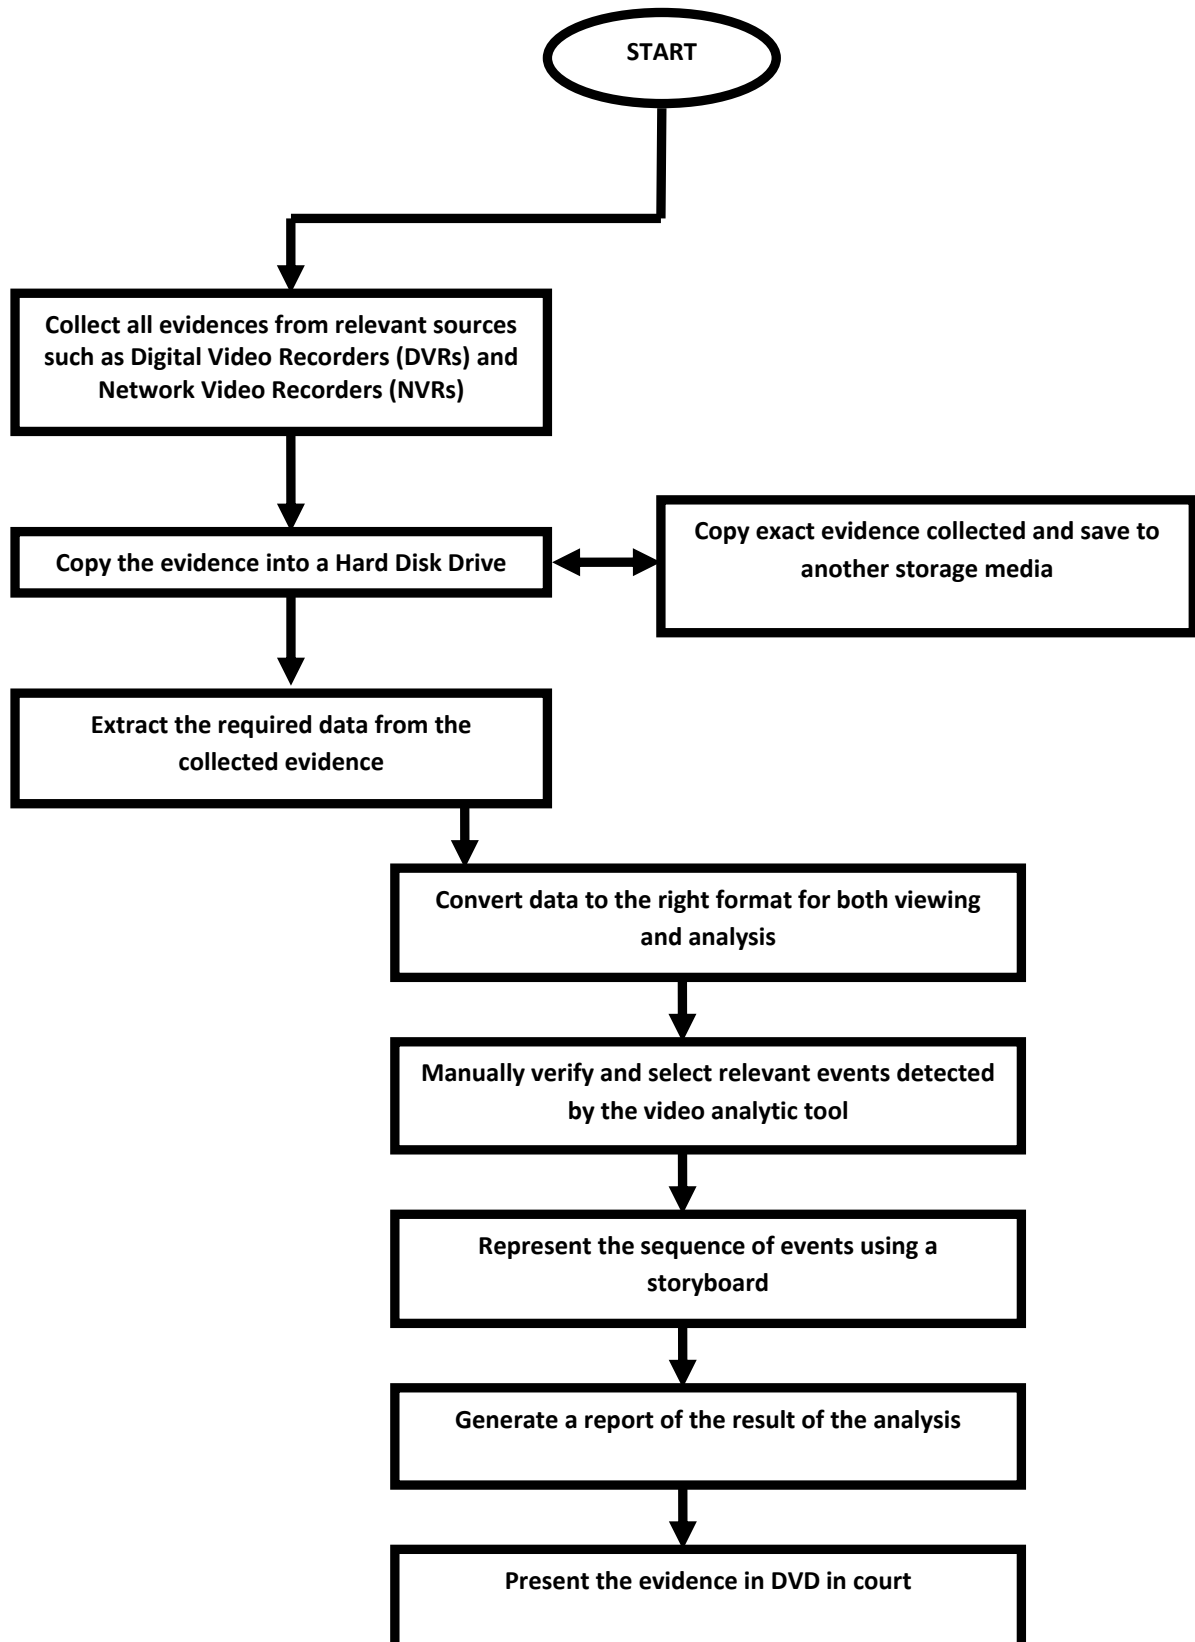 START
Collect all evidences from relevant sources
such as Digital Video Recorders (DVRs) and
Network Video Recorders (NVRs)
Copy the evidence into a Hard Disk Drive
Copy exact evidence collected and save to
another storage media
Extract the required data from the
collected evidence
Convert data to the right format for both viewing
and analysis
Manually verify and select relevant events detected
by the video analytic tool
Represent the sequence of events using a
storyboard
Generate a report of the result of the analysis
Present the evidence in DVD in court